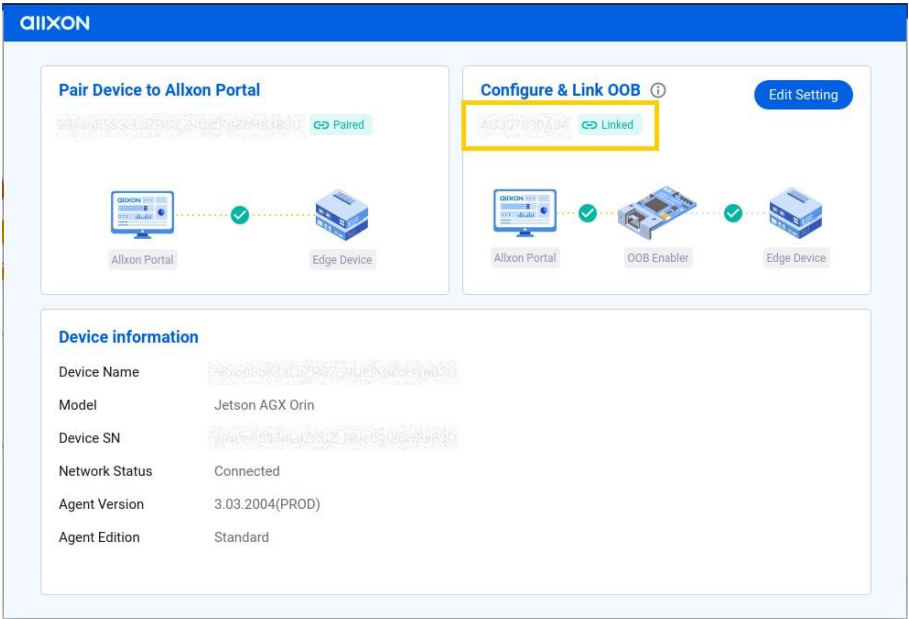 allxon
Pair Device to Allxon Portal
Paired
allxon
Allxon Portal
Edge Device
Configure & Link OOB
Edit Setting
Linked
allxon
Allxon Portal
OOB Enabler
Edge Device
Device information
Device Name
Model Jetson AGX Orin
Device SN
Network Status Connected
Agent Version 3.03.2004(PROD)
Agent Edition Standard